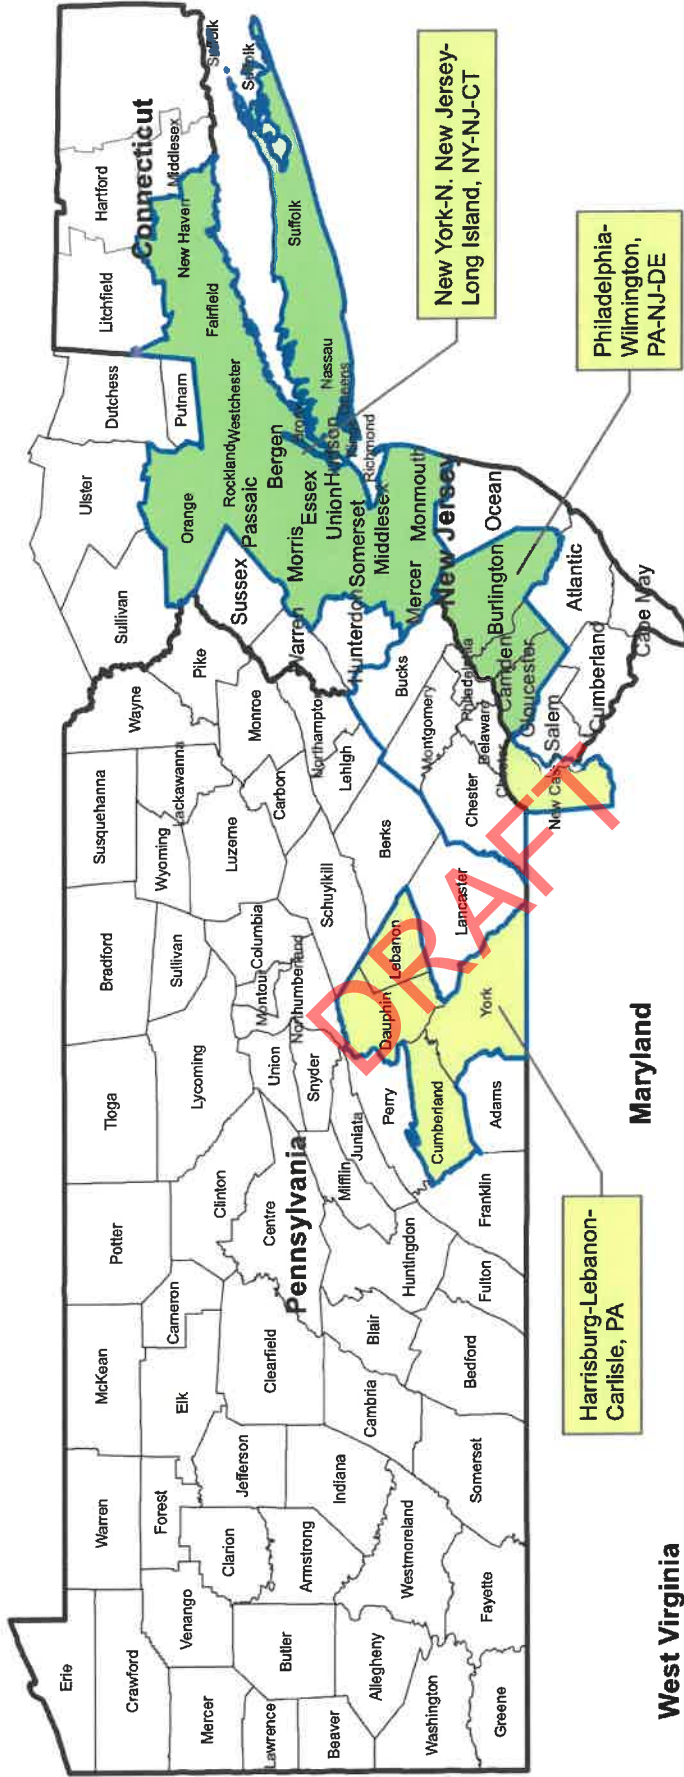 Erie
Crawford
Mercer
Lawrence
Beaver
Washington
Greene
Allegheny
Butler
Venango
Warren
Forest
Clarion
Armstrong
Westmoreland
Fayette
Jefferson
Indiana
Somerset
McKean
Elk
Cameron
Clearfield
Cambria
Blair
Bedford
Potter
Clinton
Centre
Pennsylvania
Huntingdon
Fulton
Franklin
Tioga
Lycoming
Union
Snyder
Mifflin
Juniata
Perry
Cumberland
Adams
York
Bradford
Sullivan
Columbia
Montour
Northumberland
Dauphin
Lebanon
Lancaster
Schuylkill
Susquehanna
Wyoming
Lackawanna
Luzerne
Carbon
Berks
Wayne
Pike
Monroe
Northampton
Lehigh
Bucks
Montgomery
Philadelphia
Delaware
Chester
Chester
New Castle
Sullivan
Ulster
Dutchess
Putnam
Orange
Rockland
Westchester
Bronx
Queens
Kings
Richmond
Nassau
Suffolk
Suffolk
Suffolk
Litchfield
Hartford
Middlesex
Connecticut
New Haven
Fairfield
Sussex
Passaic
Bergen
Warren
Morris
Essex
Hudson
Union
Hunterdon
Somerset
Middlesex
Mercer
Monmouth
New Jersey
Ocean
Burlington
Camden
Gloucester
Salem
Atlantic
Cumberland
Cape May
DRAFT
New York-N. New Jersey-
Long Island, NY-NJ-CT
Philadelphia-
Wilmington,
PA-NJ-DE
Harrisburg-Lebanon-
Carlisle, PA
Maryland
West Virginia